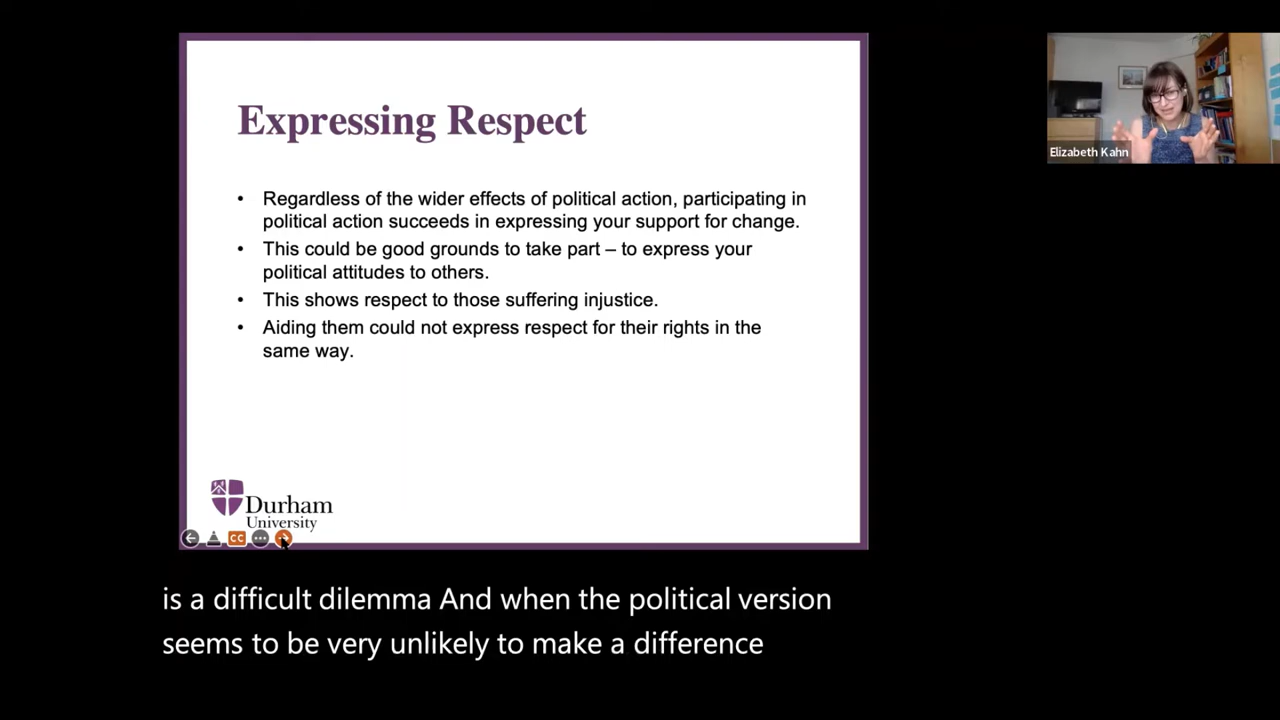 Expressing Respect
• Regardless of the wider effects of political action, participating in
political action succeeds in expressing your support for change.
• This could be good grounds to take part – to express your
political attitudes to others.
• This shows respect to those suffering injustice.
• Aiding them could not express respect for their rights in the
same way.
Durham
University
CC
Elizabeth Kahn
is a difficult dilemma And when the political version
seems to be very unlikely to make a difference